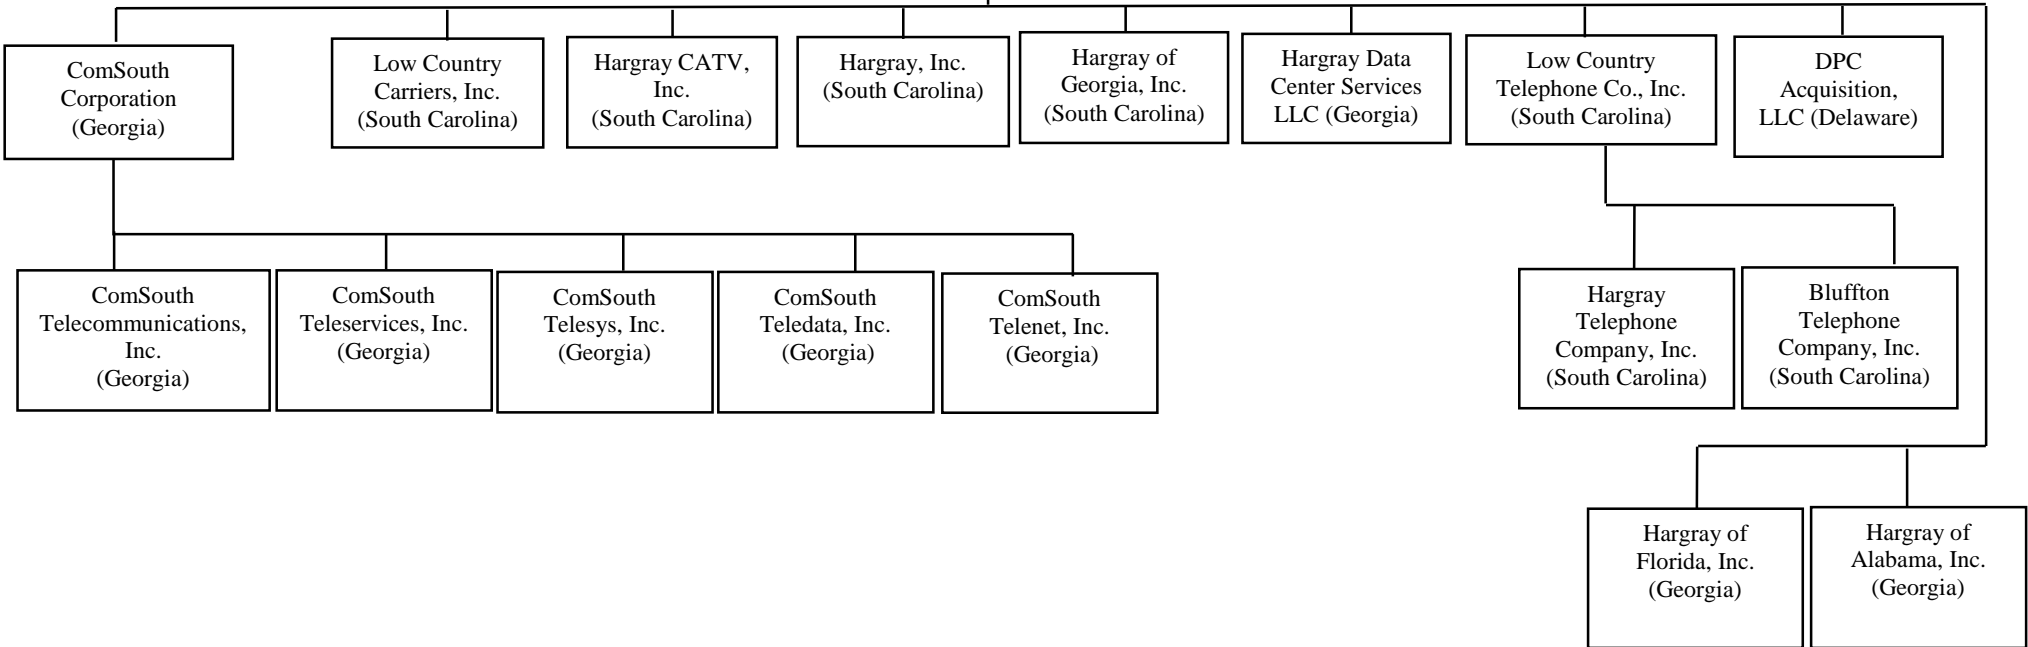 ComSouth
Corporation
(Georgia)
Low Country
Carriers, Inc.
(South Carolina)
Hargray CATV,
Inc.
(South Carolina)
Hargray, Inc.
(South Carolina)
Hargray of
Georgia, Inc.
(South Carolina)
Hargray Data
Center Services
LLC (Georgia)
Low Country
Telephone Co., Inc.
(South Carolina)
DPC
Acquisition,
LLC (Delaware)
ComSouth
Telecommunications,
Inc.
(Georgia)
ComSouth
Teleservices, Inc.
(Georgia)
ComSouth
Telesys, Inc.
(Georgia)
ComSouth
Teledata, Inc.
(Georgia)
ComSouth
Telenet, Inc.
(Georgia)
Hargray
Telephone
Company, Inc.
(South Carolina)
Bluffton
Telephone
Company, Inc.
(South Carolina)
Hargray of
Florida, Inc.
(Georgia)
Hargray of
Alabama, Inc.
(Georgia)